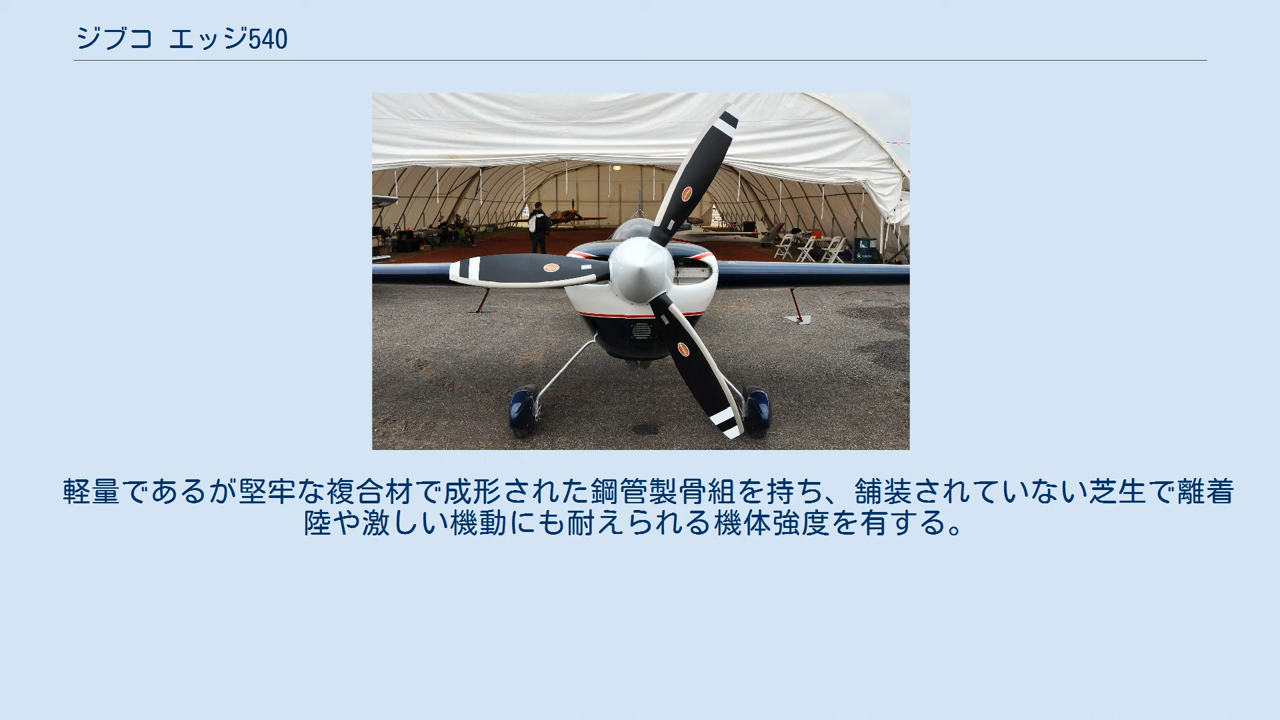 ジブコ エッジ540
軽量であるが堅牢な複合材で成形された鋼管製骨組を持ち、舗装されていない芝生で離着
陸や激しい機動にも耐えられる機体強度を有する。